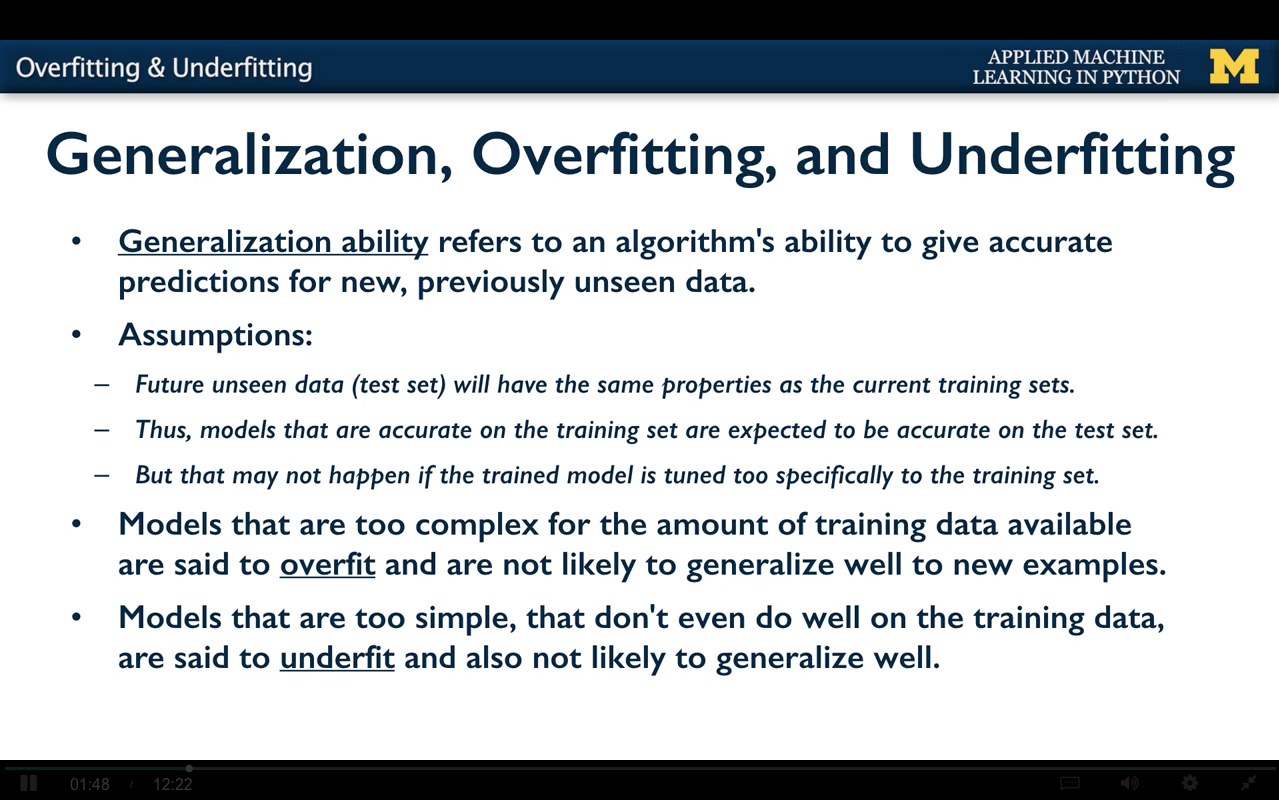 Overfitting & Underfitting
APPLIED MACHINE
LEARNING IN PYTHON
M
Generalization, Overfitting, and Underfitting
• Generalization ability refers to an algorithm's ability to give accurate
predictions for new, previously unseen data.
• Assumptions:
– Future unseen data (test set) will have the same properties as the current training sets.
– Thus, models that are accurate on the training set are expected to be accurate on the test set.
– But that may not happen if the trained model is tuned too specifically to the training set.
• Models that are too complex for the amount of training data available
are said to overfit and are not likely to generalize well to new examples.
• Models that are too simple, that don't even do well on the training data,
are said to underfit and also not likely to generalize well.
01:48 / 12:22